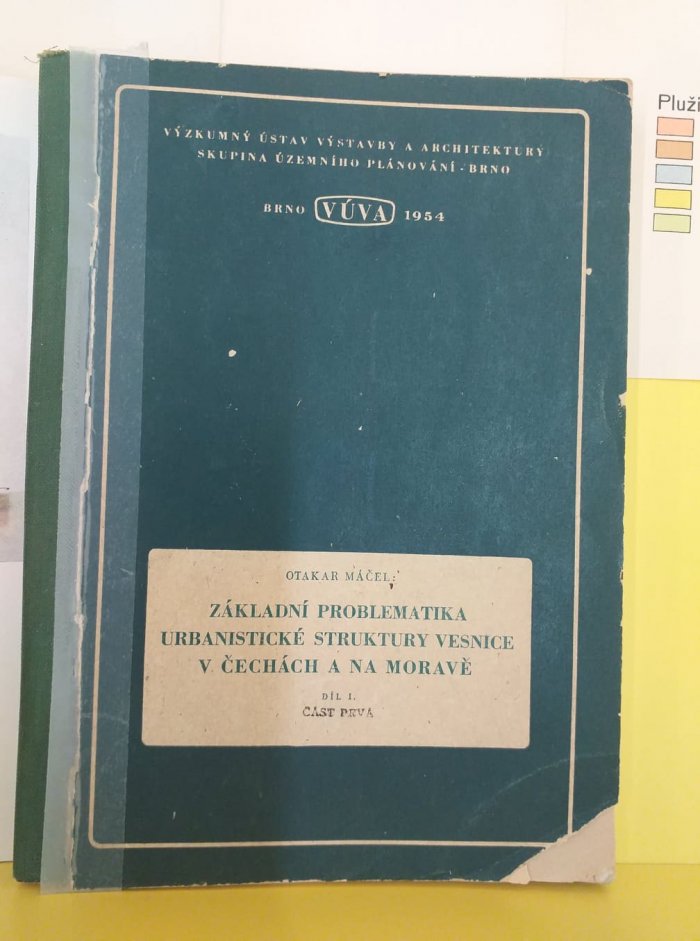 VÝZKUMNÝ ÚSTAV VÝSTAVBY A ARCHITEKTURY
SKUPINA ÚZEMNÍHO PLÁNOVÁNÍ - BRNO
BRNO VÚVA 1954
Pluži
OTAKAR MÁČEL:
ZÁKLADNÍ PROBLEMATIKA
URBANISTICKÉ STRUKTURY VESNICE
V ČECHÁCH A NA MORAVĚ
DÍL I.
ČÁST PRVÁ